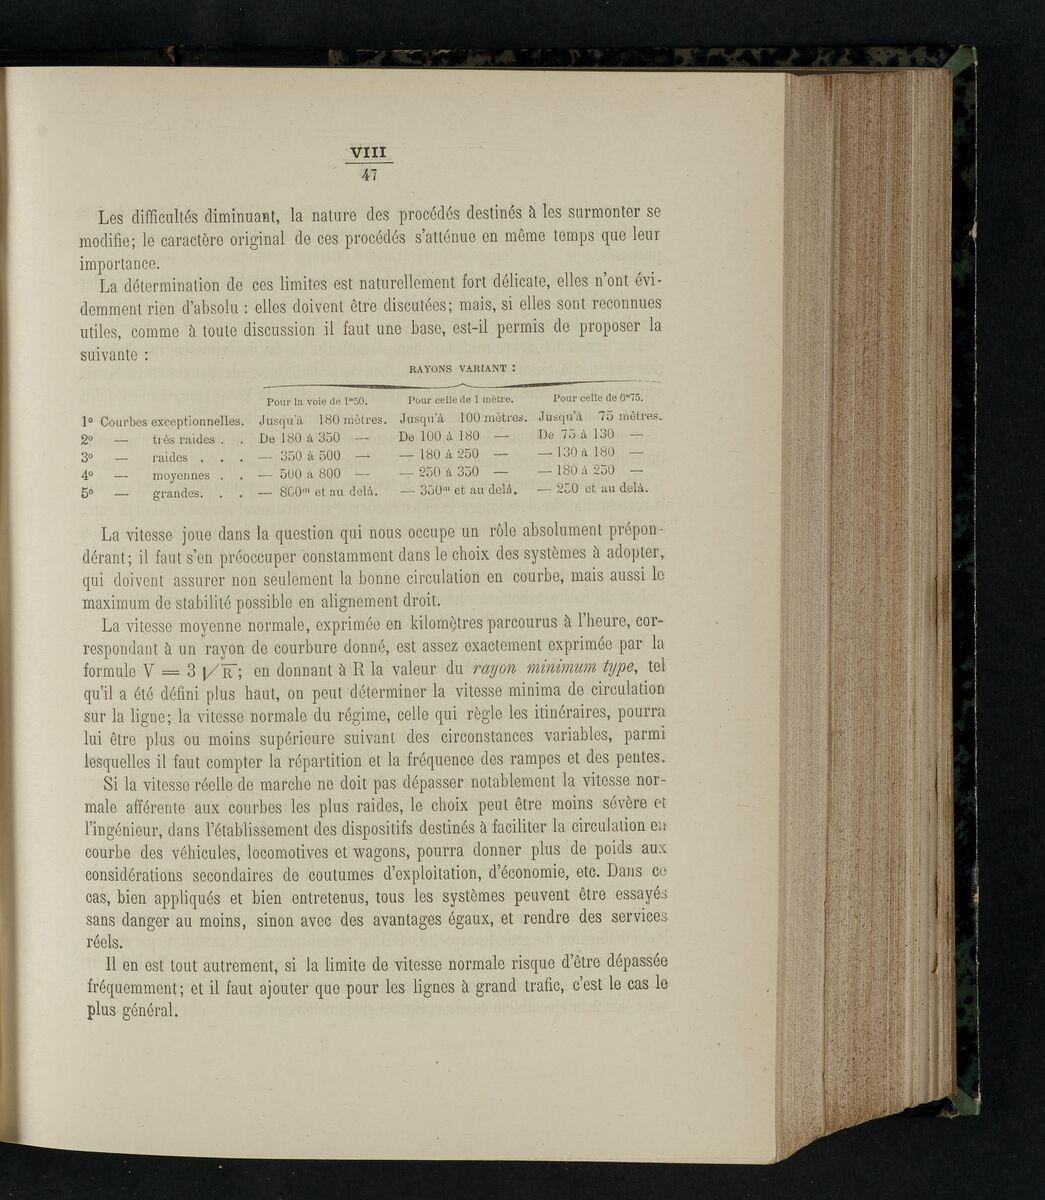 VIII
47
Les difficultés diminuant, la nature des procédés destinés à les surmonter se
modifie; le caractère original de ces procédés s'atténue en même temps que leur
importance.
La détermination de ces limites est naturellement fort délicate, elles n'ont évi-
demment rien d'absolu : elles doivent être discutées; mais, si elles sont reconnues
utiles, comme à toute discussion il faut une base, est-il permis de proposer la
suivante :
RAYONS VARIANT :
Pour la voie de 1ᵐ50. Pour celle de 1 mètre. Pour celle de 0ᵐ75.
1º Courbes exceptionnelles. Jusqu'à 180 mètres. Jusqu'à 100 mètres. Jusqu'à 75 mètres.
2º — très raides . . De 180 à 350 — De 100 à 180 — De 75 à 130 —
3º — raides . . . — 350 à 500 — — 180 à 250 — — 130 à 180 —
4º — moyennes . . — 500 à 800 — — 250 à 350 — — 180 à 250 —
5º — grandes. . . — 800ᵐ et au delà. — 350ᵐ et au delà. — 250 et au delà.
La vitesse joue dans la question qui nous occupe un rôle absolument prépon-
dérant; il faut s'en préoccuper constamment dans le choix des systèmes à adopter,
qui doivent assurer non seulement la bonne circulation en courbe, mais aussi le
maximum de stabilité possible en alignement droit.
La vitesse moyenne normale, exprimée en kilomètres parcourus à l'heure, cor-
respondant à un rayon de courbure donné, est assez exactement exprimée par la
formule V = 3 √R; en donnant à R la valeur du rayon minimum type, tel
qu'il a été défini plus haut, on peut déterminer la vitesse minima de circulation
sur la ligne; la vitesse normale du régime, celle qui règle les itinéraires, pourra
lui être plus ou moins supérieure suivant des circonstances variables, parmi
lesquelles il faut compter la répartition et la fréquence des rampes et des pentes.
Si la vitesse réelle de marche ne doit pas dépasser notablement la vitesse nor-
male afférente aux courbes les plus raides, le choix peut être moins sévère et
l'ingénieur, dans l'établissement des dispositifs destinés à faciliter la circulation en
courbe des véhicules, locomotives et wagons, pourra donner plus de poids aux
considérations secondaires de coutumes d'exploitation, d'économie, etc. Dans ce
cas, bien appliqués et bien entretenus, tous les systèmes peuvent être essayés
sans danger au moins, sinon avec des avantages égaux, et rendre des services
réels.
Il en est tout autrement, si la limite de vitesse normale risque d'être dépassée
fréquemment; et il faut ajouter que pour les lignes à grand trafic, c'est le cas le
plus général.